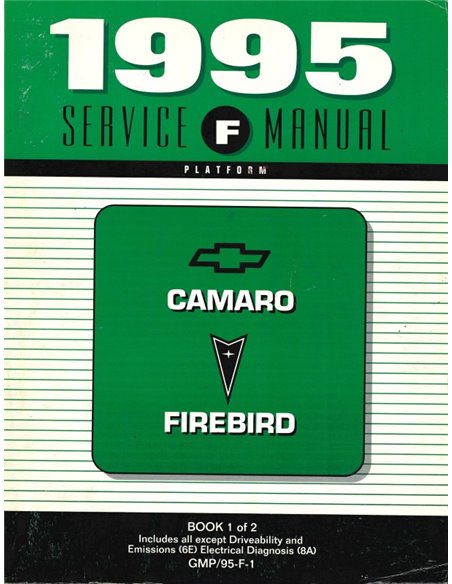 1995
SERVICE F MANUAL
PLATFORM
CAMARO
FIREBIRD
BOOK 1 of 2
Includes all except Driveability and
Emissions (6E) Electrical Diagnosis (8A)
GMP/95-F-1